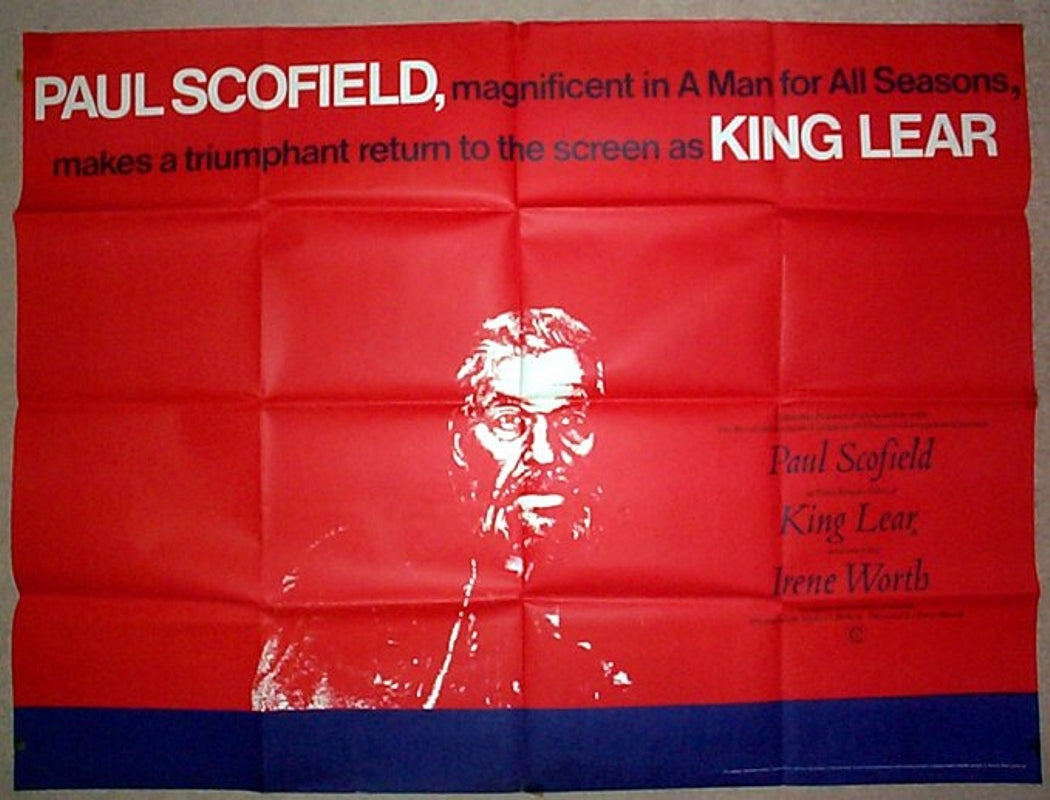 PAUL SCOFIELD, magnificent in A Man for All Seasons,
makes a triumphant return to the screen as KING LEAR
Paul Scofield
King Lear,
Irene Worth